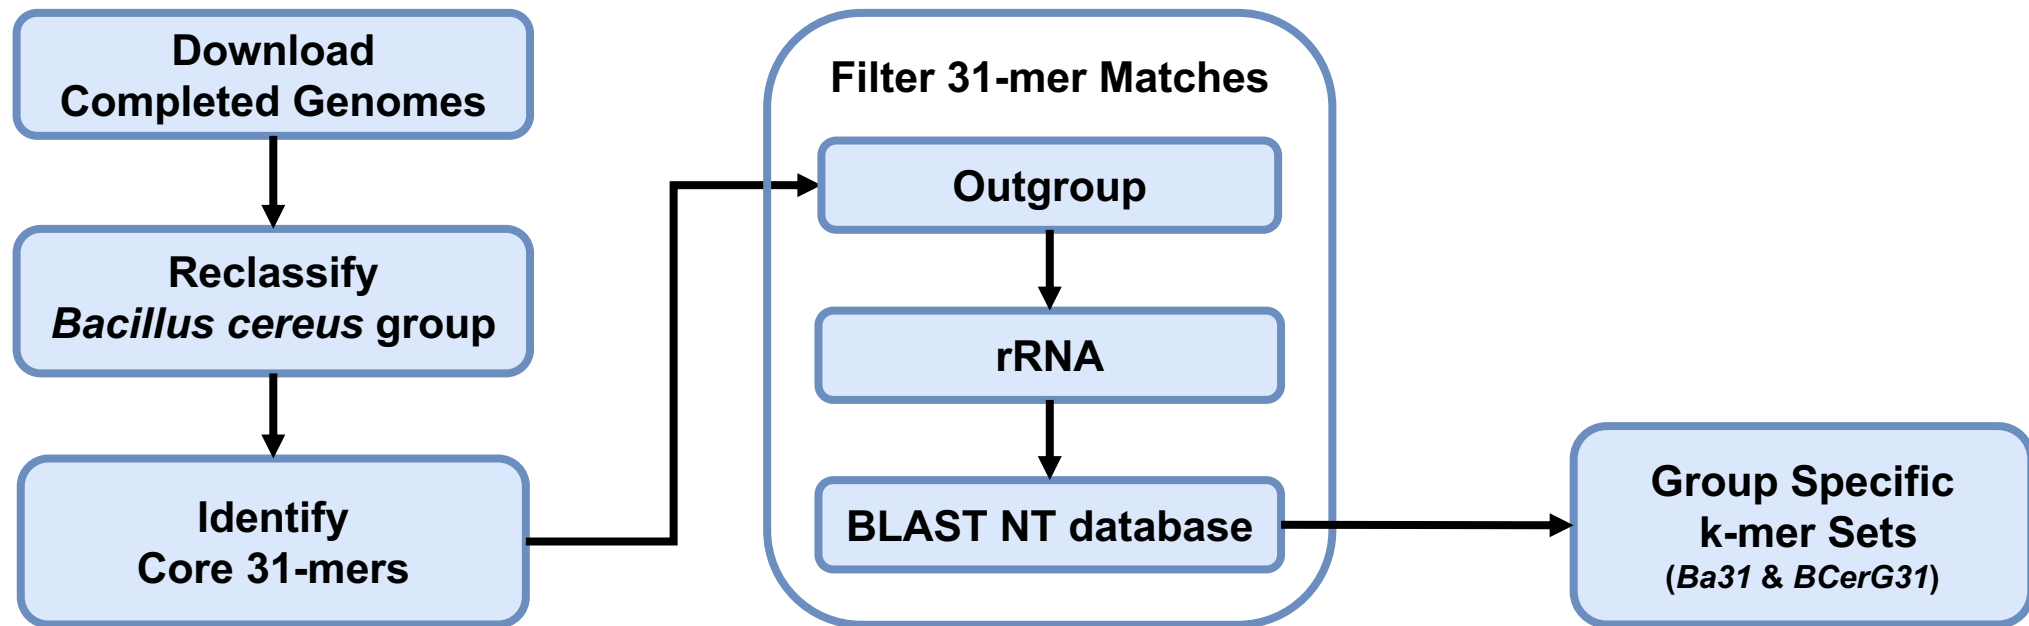 Download
Completed Genomes
Reclassify
Bacillus cereus group
Identify
Core 31-mers
Filter 31-mer Matches
Outgroup
rRNA
BLAST NT database
Group Specific
k-mer Sets
(Ba31 & BCerG31)